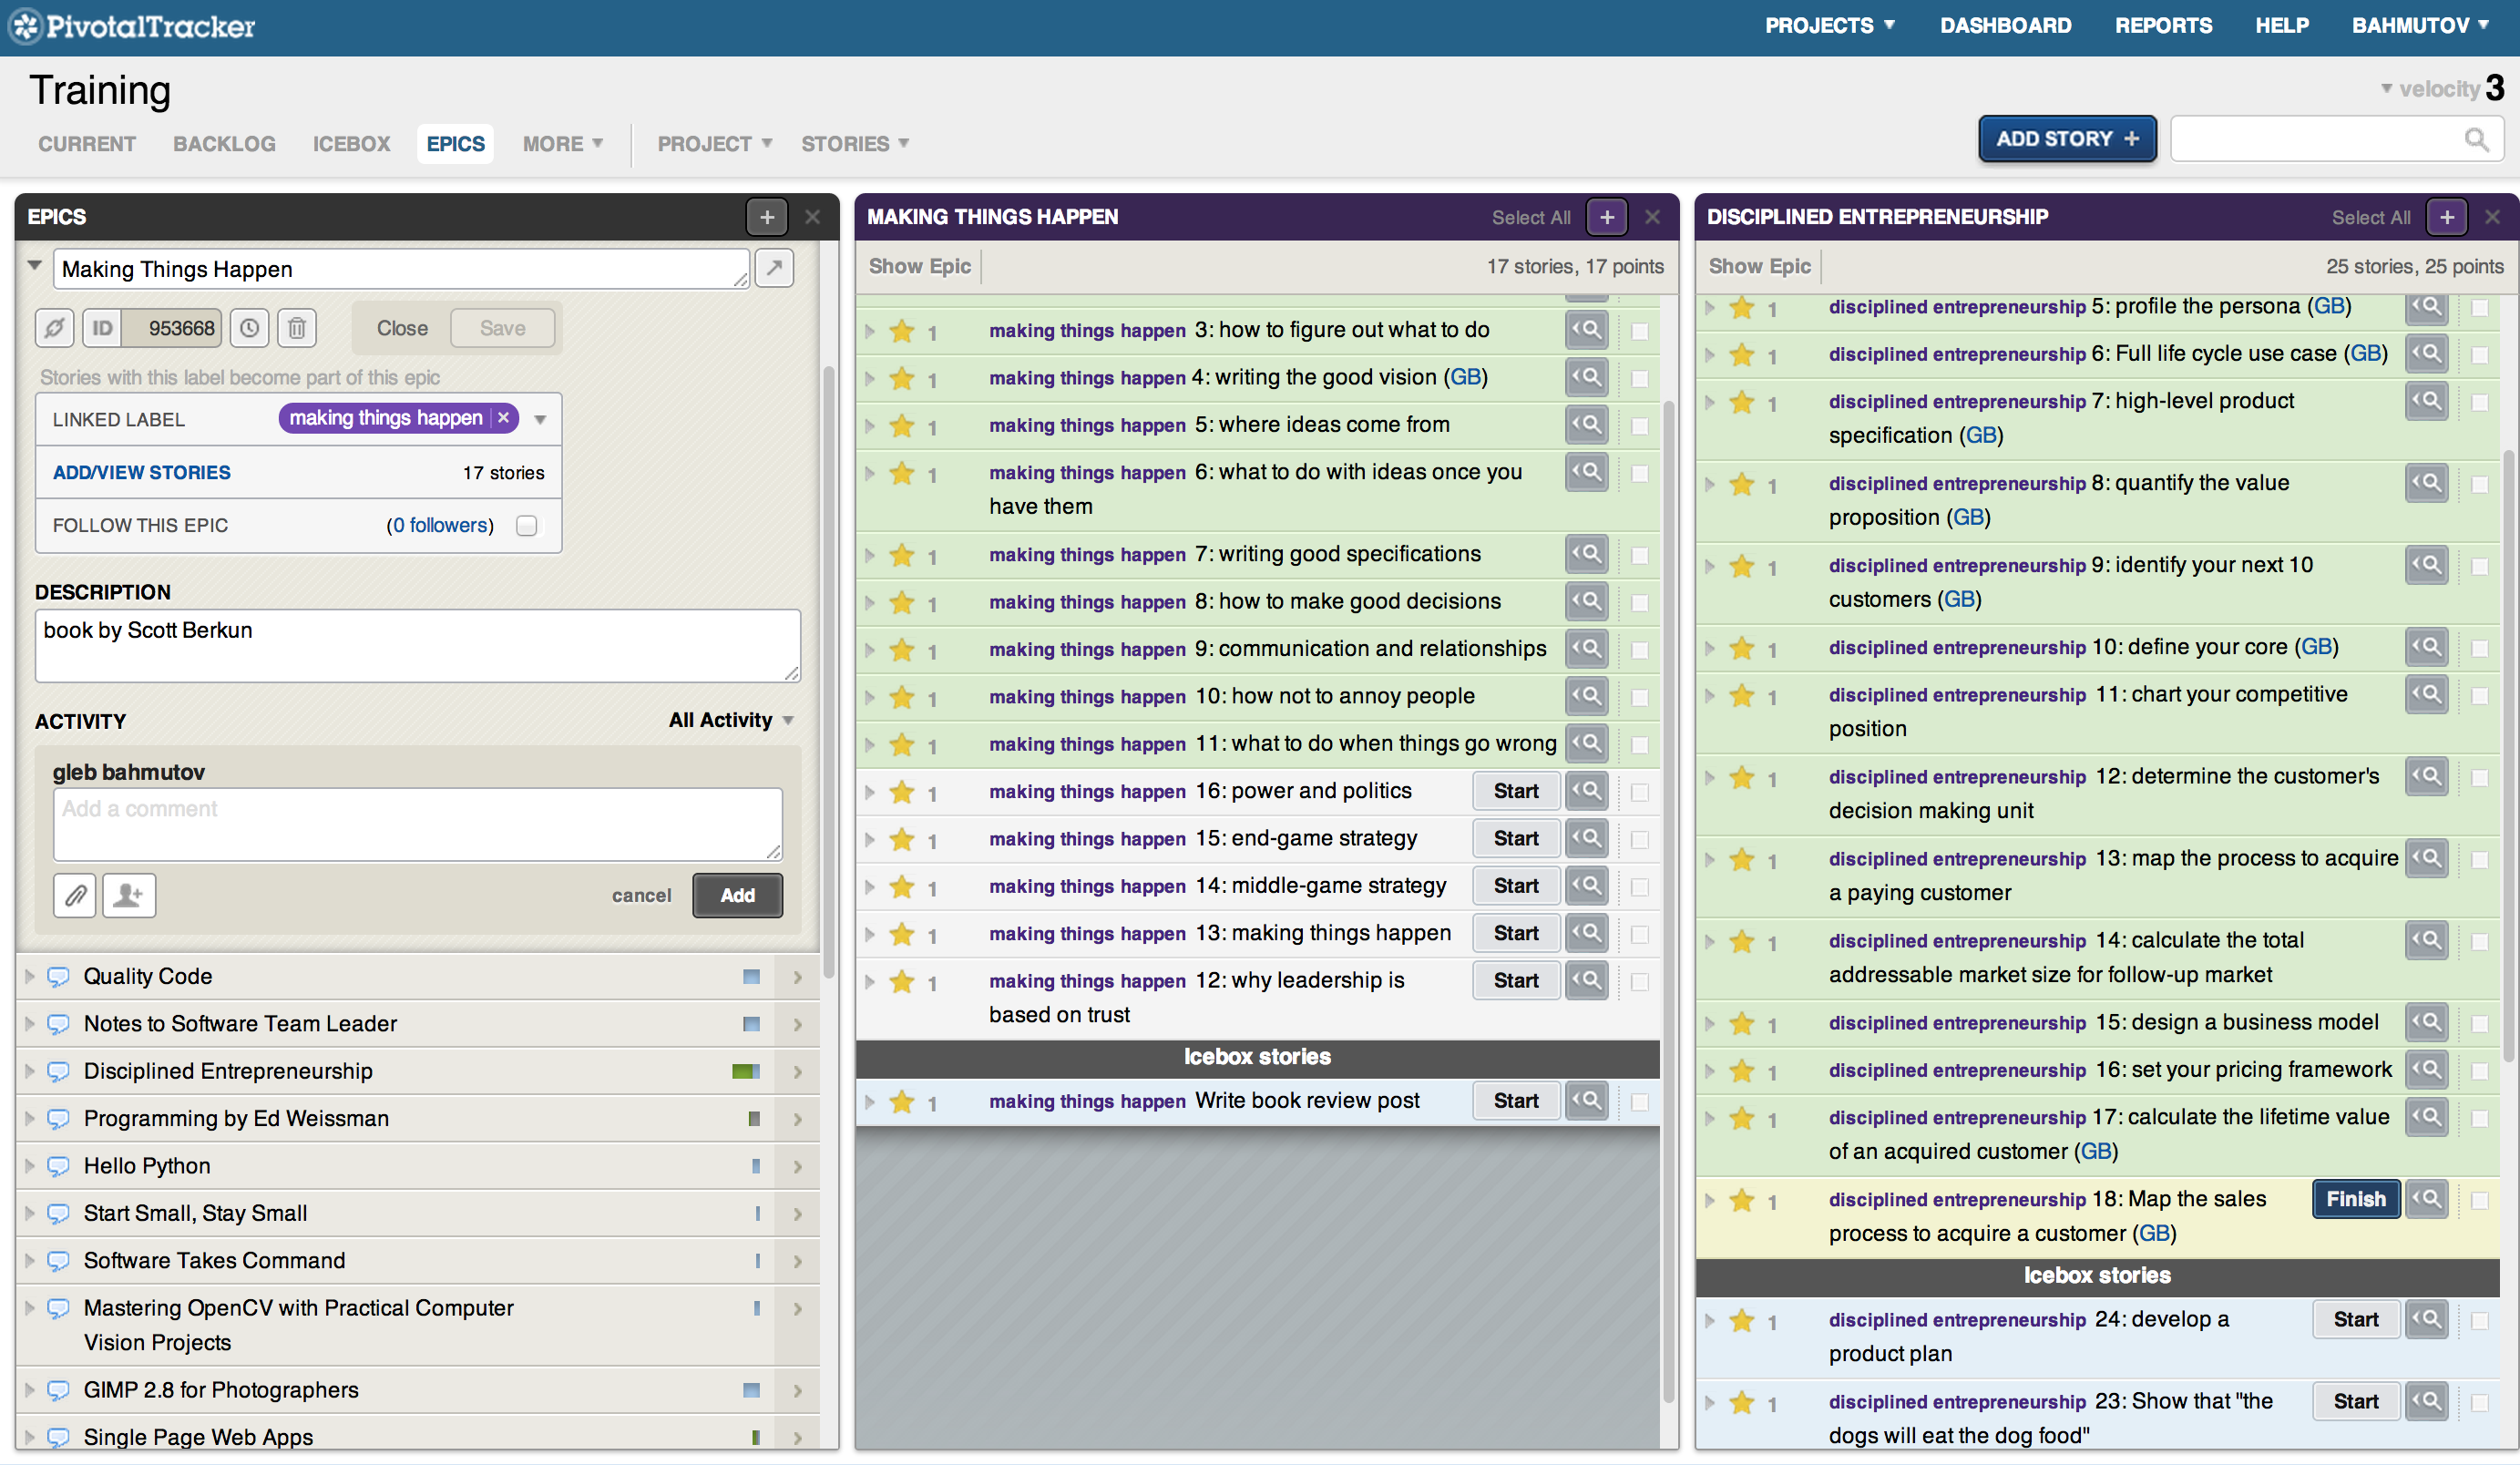 PivotalTracker
PROJECTS
DASHBOARD
REPORTS
HELP
BAHMUTOV
Training
velocity 3
CURRENT
BACKLOG
ICEBOX
EPICS
MORE
PROJECT
STORIES
ADD STORY +
EPICS
+
Making Things Happen
ID 953668
Close
Save
Stories with this label become part of this epic
LINKED LABEL
making things happen
ADD/VIEW STORIES
17 stories
FOLLOW THIS EPIC
(0 followers)
DESCRIPTION
book by Scott Berkun
ACTIVITY
All Activity
gleb bahmutov
Add a comment
cancel
Add
Quality Code
Notes to Software Team Leader
Disciplined Entrepreneurship
Programming by Ed Weissman
Hello Python
Start Small, Stay Small
Software Takes Command
Mastering OpenCV with Practical Computer
Vision Projects
GIMP 2.8 for Photographers
Single Page Web Apps
MAKING THINGS HAPPEN
Select All
+
Show Epic
17 stories, 17 points
1 making things happen 3: how to figure out what to do
1 making things happen 4: writing the good vision (GB)
1 making things happen 5: where ideas come from
1 making things happen 6: what to do with ideas once you
have them
1 making things happen 7: writing good specifications
1 making things happen 8: how to make good decisions
1 making things happen 9: communication and relationships
1 making things happen 10: how not to annoy people
1 making things happen 11: what to do when things go wrong
1 making things happen 16: power and politics Start
1 making things happen 15: end-game strategy Start
1 making things happen 14: middle-game strategy Start
1 making things happen 13: making things happen Start
1 making things happen 12: why leadership is Start
based on trust
Icebox stories
1 making things happen Write book review post Start
DISCIPLINED ENTREPRENEURSHIP
Select All
+
Show Epic
25 stories, 25 points
1 disciplined entrepreneurship 5: profile the persona (GB)
1 disciplined entrepreneurship 6: Full life cycle use case (GB)
1 disciplined entrepreneurship 7: high-level product
specification (GB)
1 disciplined entrepreneurship 8: quantify the value
proposition (GB)
1 disciplined entrepreneurship 9: identify your next 10
customers (GB)
1 disciplined entrepreneurship 10: define your core (GB)
1 disciplined entrepreneurship 11: chart your competitive
position
1 disciplined entrepreneurship 12: determine the customer's
decision making unit
1 disciplined entrepreneurship 13: map the process to acquire
a paying customer
1 disciplined entrepreneurship 14: calculate the total
addressable market size for follow-up market
1 disciplined entrepreneurship 15: design a business model
1 disciplined entrepreneurship 16: set your pricing framework
1 disciplined entrepreneurship 17: calculate the lifetime value
of an acquired customer (GB)
1 disciplined entrepreneurship 18: Map the sales Finish
process to acquire a customer (GB)
Icebox stories
1 disciplined entrepreneurship 24: develop a Start
product plan
1 disciplined entrepreneurship 23: Show that "the Start
dogs will eat the dog food"